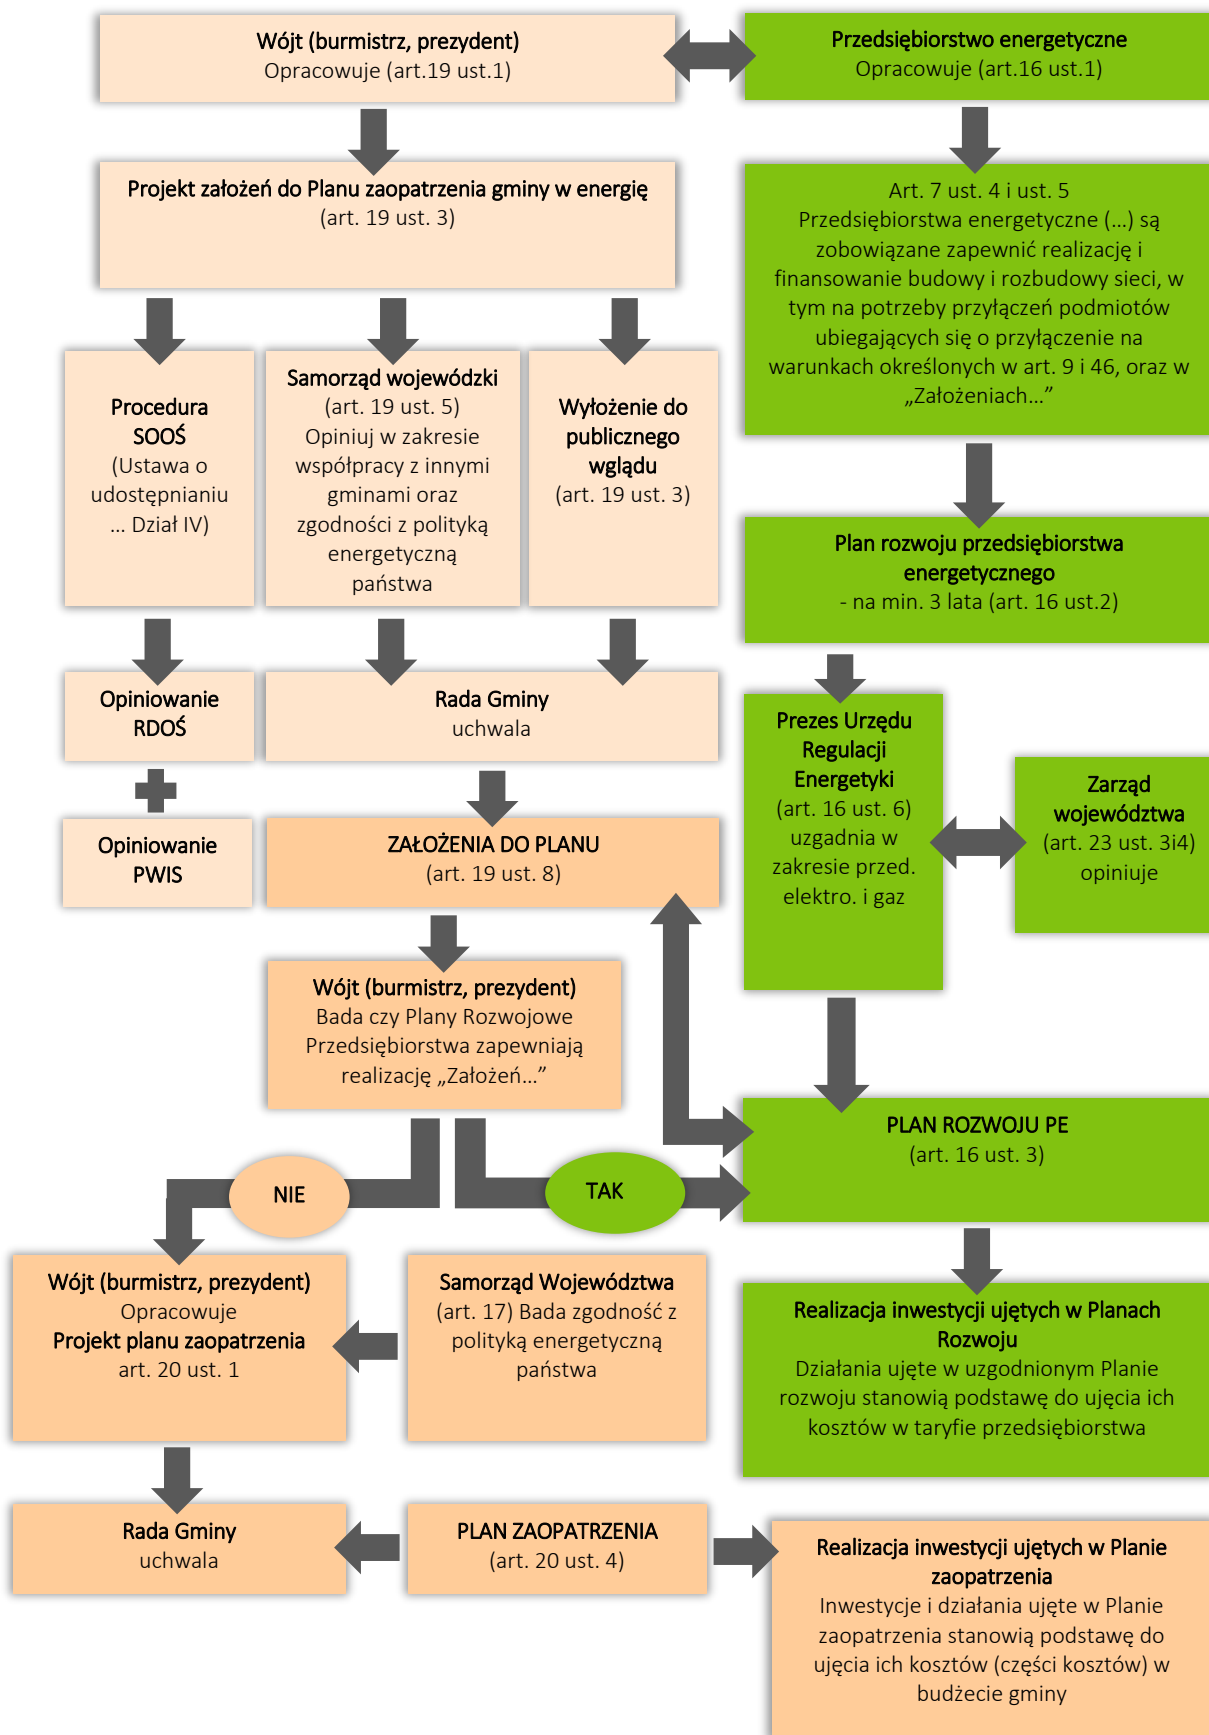 Wójt (burmistrz, prezydent)
Opracowuje (art.19 ust.1)
Przedsiębiorstwo energetyczne
Opracowuje (art.16 ust.1)
Projekt założeń do Planu zaopatrzenia gminy w energię
(art. 19 ust. 3)
Art. 7 ust. 4 i ust. 5
Przedsiębiorstwa energetyczne (…) są
zobowiązane zapewnić realizację i
finansowanie budowy i rozbudowy sieci, w
tym na potrzeby przyłączeń podmiotów
ubiegających się o przyłączenie na
warunkach określonych w art. 9 i 46, oraz w
„Założeniach…”
Procedura
SOOŚ
(Ustawa o
udostępnianiu
… Dział IV)
Samorząd wojewódzki
(art. 19 ust. 5)
Opiniuj w zakresie
współpracy z innymi
gminami oraz
zgodności z polityką
energetyczną
państwa
Wyłożenie do
publicznego
wglądu
(art. 19 ust. 3)
Plan rozwoju przedsiębiorstwa
energetycznego
- na min. 3 lata (art. 16 ust.2)
Opiniowanie
RDOŚ
Rada Gminy
uchwala
Prezes Urzędu
Regulacji
Energetyki
(art. 16 ust. 6)
uzgadnia w
zakresie przed.
elektro. i gaz
Zarząd
województwa
(art. 23 ust. 3i4)
opiniuje
Opiniowanie
PWIS
ZAŁOŻENIA DO PLANU
(art. 19 ust. 8)
Wójt (burmistrz, prezydent)
Bada czy Plany Rozwojowe
Przedsiębiorstwa zapewniają
realizację „Założeń…”
PLAN ROZWOJU PE
(art. 16 ust. 3)
NIE
TAK
Wójt (burmistrz, prezydent)
Opracowuje
Projekt planu zaopatrzenia
art. 20 ust. 1
Samorząd Województwa
(art. 17) Bada zgodność z
polityką energetyczną
państwa
Realizacja inwestycji ujętych w Planach
Rozwoju
Działania ujęte w uzgodnionym Planie
rozwoju stanowią podstawę do ujęcia ich
kosztów w taryfie przedsiębiorstwa
Rada Gminy
uchwala
PLAN ZAOPATRZENIA
(art. 20 ust. 4)
Realizacja inwestycji ujętych w Planie
zaopatrzenia
Inwestycje i działania ujęte w Planie
zaopatrzenia stanowią podstawę do
ujęcia ich kosztów (części kosztów) w
budżecie gminy